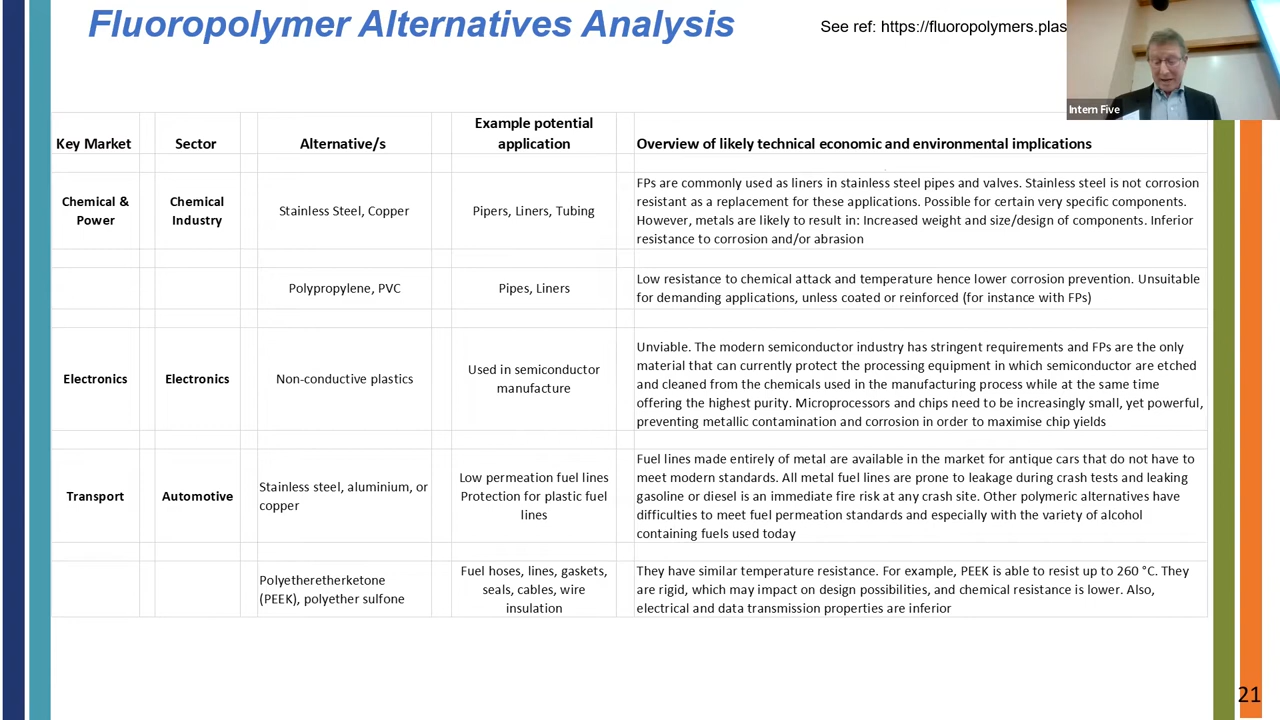 Fluoropolymer Alternatives Analysis
See ref: https://fluoropolymers.plas
Intern Five
Key Market
Sector
Alternative/s
Example potential
application
Overview of likely technical economic and environmental implications
Chemical &
Power
Chemical
Industry
Stainless Steel, Copper
Pipers, Liners, Tubing
FPs are commonly used as liners in stainless steel pipes and valves. Stainless steel is not corrosion
resistant as a replacement for these applications. Possible for certain very specific components.
However, metals are likely to result in: Increased weight and size/design of components. Inferior
resistance to corrosion and/or abrasion
Polypropylene, PVC
Pipes, Liners
Low resistance to chemical attack and temperature hence lower corrosion prevention. Unsuitable
for demanding applications, unless coated or reinforced (for instance with FPs)
Electronics
Electronics
Non-conductive plastics
Used in semiconductor
manufacture
Unviable. The modern semiconductor industry has stringent requirements and FPs are the only
material that can currently protect the processing equipment in which semiconductor are etched
and cleaned from the chemicals used in the manufacturing process while at the same time
offering the highest purity. Microprocessors and chips need to be increasingly small, yet powerful,
preventing metallic contamination and corrosion in order to maximise chip yields
Transport
Automotive
Stainless steel, aluminium, or
copper
Low permeation fuel lines
Protection for plastic fuel
lines
Fuel lines made entirely of metal are available in the market for antique cars that do not have to
meet modern standards. All metal fuel lines are prone to leakage during crash tests and leaking
gasoline or diesel is an immediate fire risk at any crash site. Other polymeric alternatives have
difficulties to meet fuel permeation standards and especially with the variety of alcohol
containing fuels used today
Polyetheretherketone
(PEEK), polyether sulfone
Fuel hoses, lines, gaskets,
seals, cables, wire
insulation
They have similar temperature resistance. For example, PEEK is able to resist up to 260 °C. They
are rigid, which may impact on design possibilities, and chemical resistance is lower. Also,
electrical and data transmission properties are inferior
21